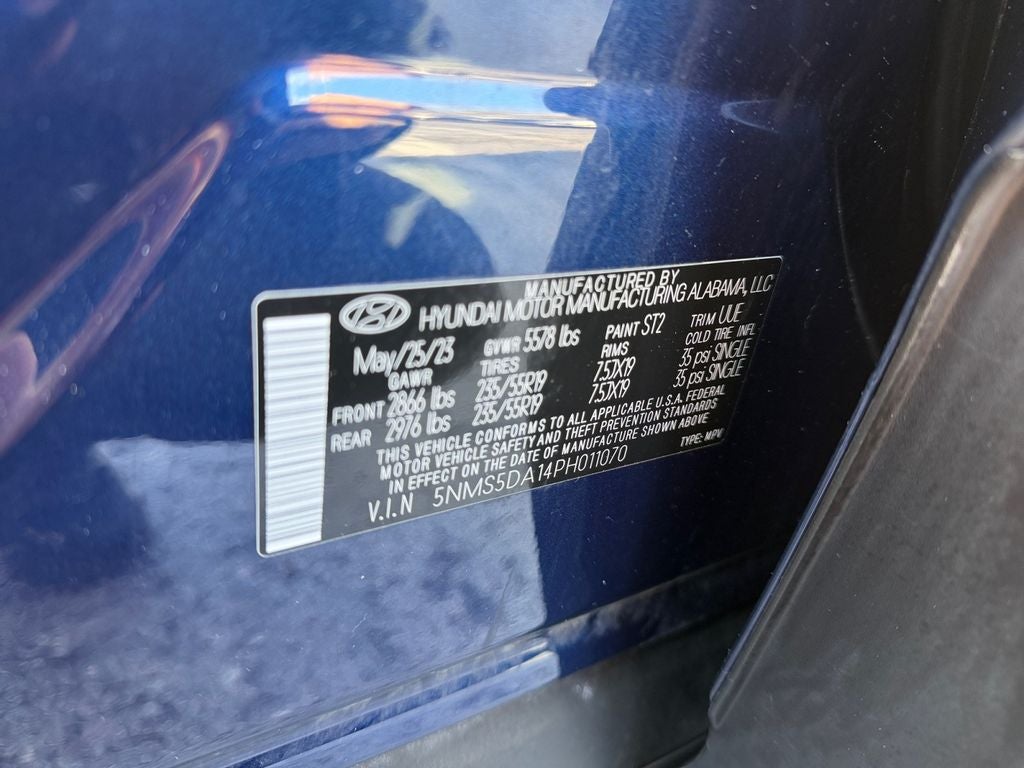 MANUFACTURED BY
HYUNDAI MOTOR MANUFACTURING ALABAMA, LLC
May/25/23 GVWR 5578 lbs PAINT ST2 TRIM UUE
GAWR TIRES RIMS COLD TIRE INFL
FRONT 2866 lbs 235/55R19 7.5JX19 35 psi SINGLE
REAR 2976 lbs 235/55R19 7.5JX19 35 psi SINGLE
THIS VEHICLE CONFORMS TO ALL APPLICABLE U.S.A. FEDERAL
MOTOR VEHICLE SAFETY AND THEFT PREVENTION STANDARDS
IN EFFECT ON THE DATE OF MANUFACTURE SHOWN ABOVE
V.I.N 5NMS5DA14PH011070 TYPE: MPV